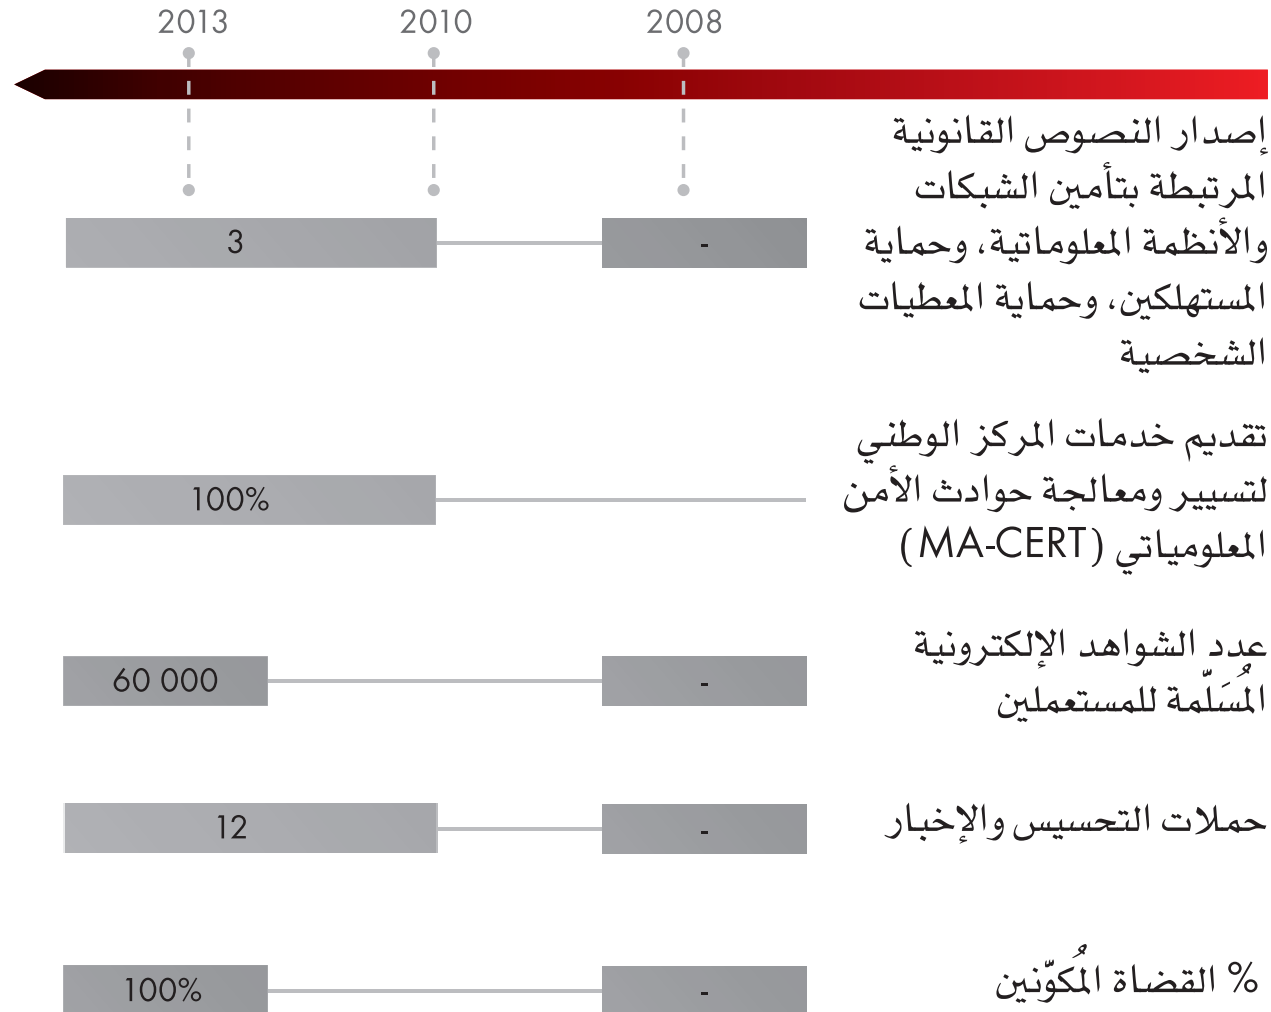 2008 2010 2013
إصدار النصوص القانونية
المرتبطة بتأمين الشبكات
والأنظمة المعلوماتية، وحماية
المستهلكين، وحماية المعطيات
الشخصية
- 3
تقديم خدمات المركز الوطني
لتسيير ومعالجة حوادث الأمن
المعلومياتي (MA-CERT)
100%
عدد الشواهد الإلكترونية
المُسَلّمة للمستعملين
- 60 000
حملات التحسيس والإخبار
- 12
% القضاة المُكوّنين
- 100%